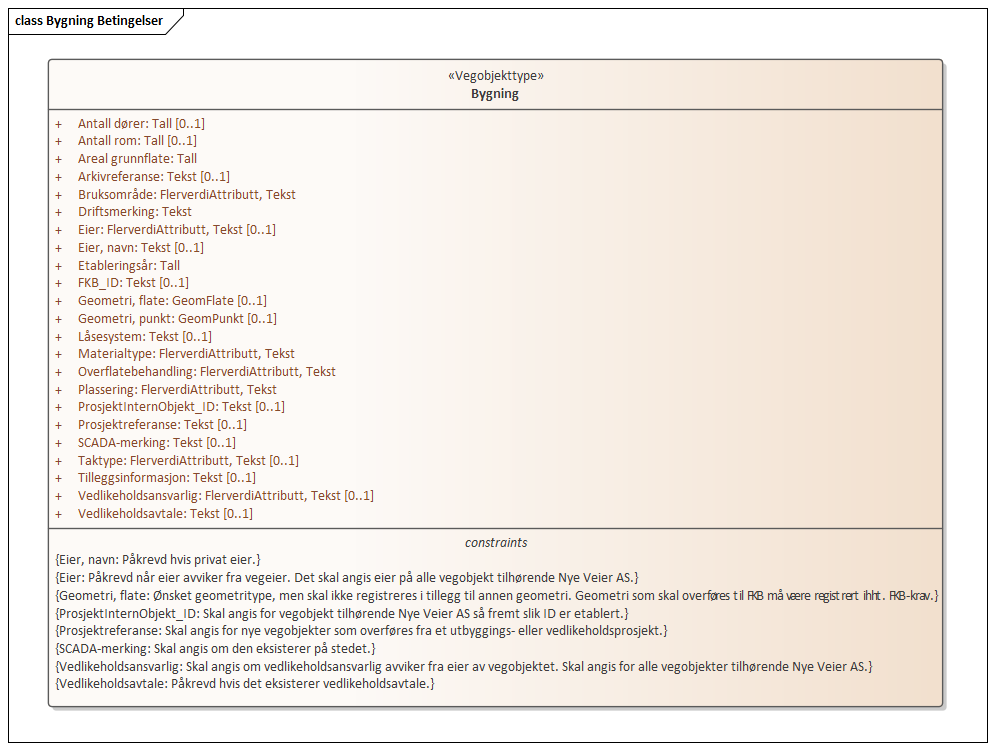 class Bygning Betingelser
«Vegobjekttype»
Bygning
+ Antall dører: Tall [0..1]
+ Antall rom: Tall [0..1]
+ Areal grunnflate: Tall
+ Arkivreferanse: Tekst [0..1]
+ Bruksområde: FlerverdiAttributt, Tekst
+ Driftsmerking: Tekst
+ Eier: FlerverdiAttributt, Tekst [0..1]
+ Eier, navn: Tekst [0..1]
+ Etableringsår: Tall
+ FKB_ID: Tekst [0..1]
+ Geometri, flate: GeomFlate [0..1]
+ Geometri, punkt: GeomPunkt [0..1]
+ Låsesystem: Tekst [0..1]
+ Materialtype: FlerverdiAttributt, Tekst
+ Overflatebehandling: FlerverdiAttributt, Tekst
+ Plassering: FlerverdiAttributt, Tekst
+ ProsjektInternObjekt_ID: Tekst [0..1]
+ Prosjektreferanse: Tekst [0..1]
+ SCADA-merking: Tekst [0..1]
+ Taktype: FlerverdiAttributt, Tekst [0..1]
+ Tilleggsinformasjon: Tekst [0..1]
+ Vedlikeholdsansvarlig: FlerverdiAttributt, Tekst [0..1]
+ Vedlikeholdsavtale: Tekst [0..1]
constraints
{Eier, navn: Påkrevd hvis privat eier.}
{Eier: Påkrevd når eier avviker fra vegeier. Det skal angis eier på alle vegobjekt tilhørende Nye Veier AS.}
{Geometri, flate: Ønsket geometritype, men skal ikke registreres i tillegg til annen geometri. Geometri som skal overføres til FKB må være registrert ihht. FKB-krav.}
{ProsjektInternObjekt_ID: Skal angis for vegobjekt tilhørende Nye Veier AS så fremt slik ID er etablert.}
{Prosjektreferanse: Skal angis for nye vegobjekter som overføres fra et utbyggings- eller vedlikeholdsprosjekt.}
{SCADA-merking: Skal angis om den eksisterer på stedet.}
{Vedlikeholdsansvarlig: Skal angis om vedlikeholdsansvarlig avviker fra eier av vegobjektet. Skal angis for alle vegobjekter tilhørende Nye Veier AS.}
{Vedlikeholdsavtale: Påkrevd hvis det eksisterer vedlikeholdsavtale.}